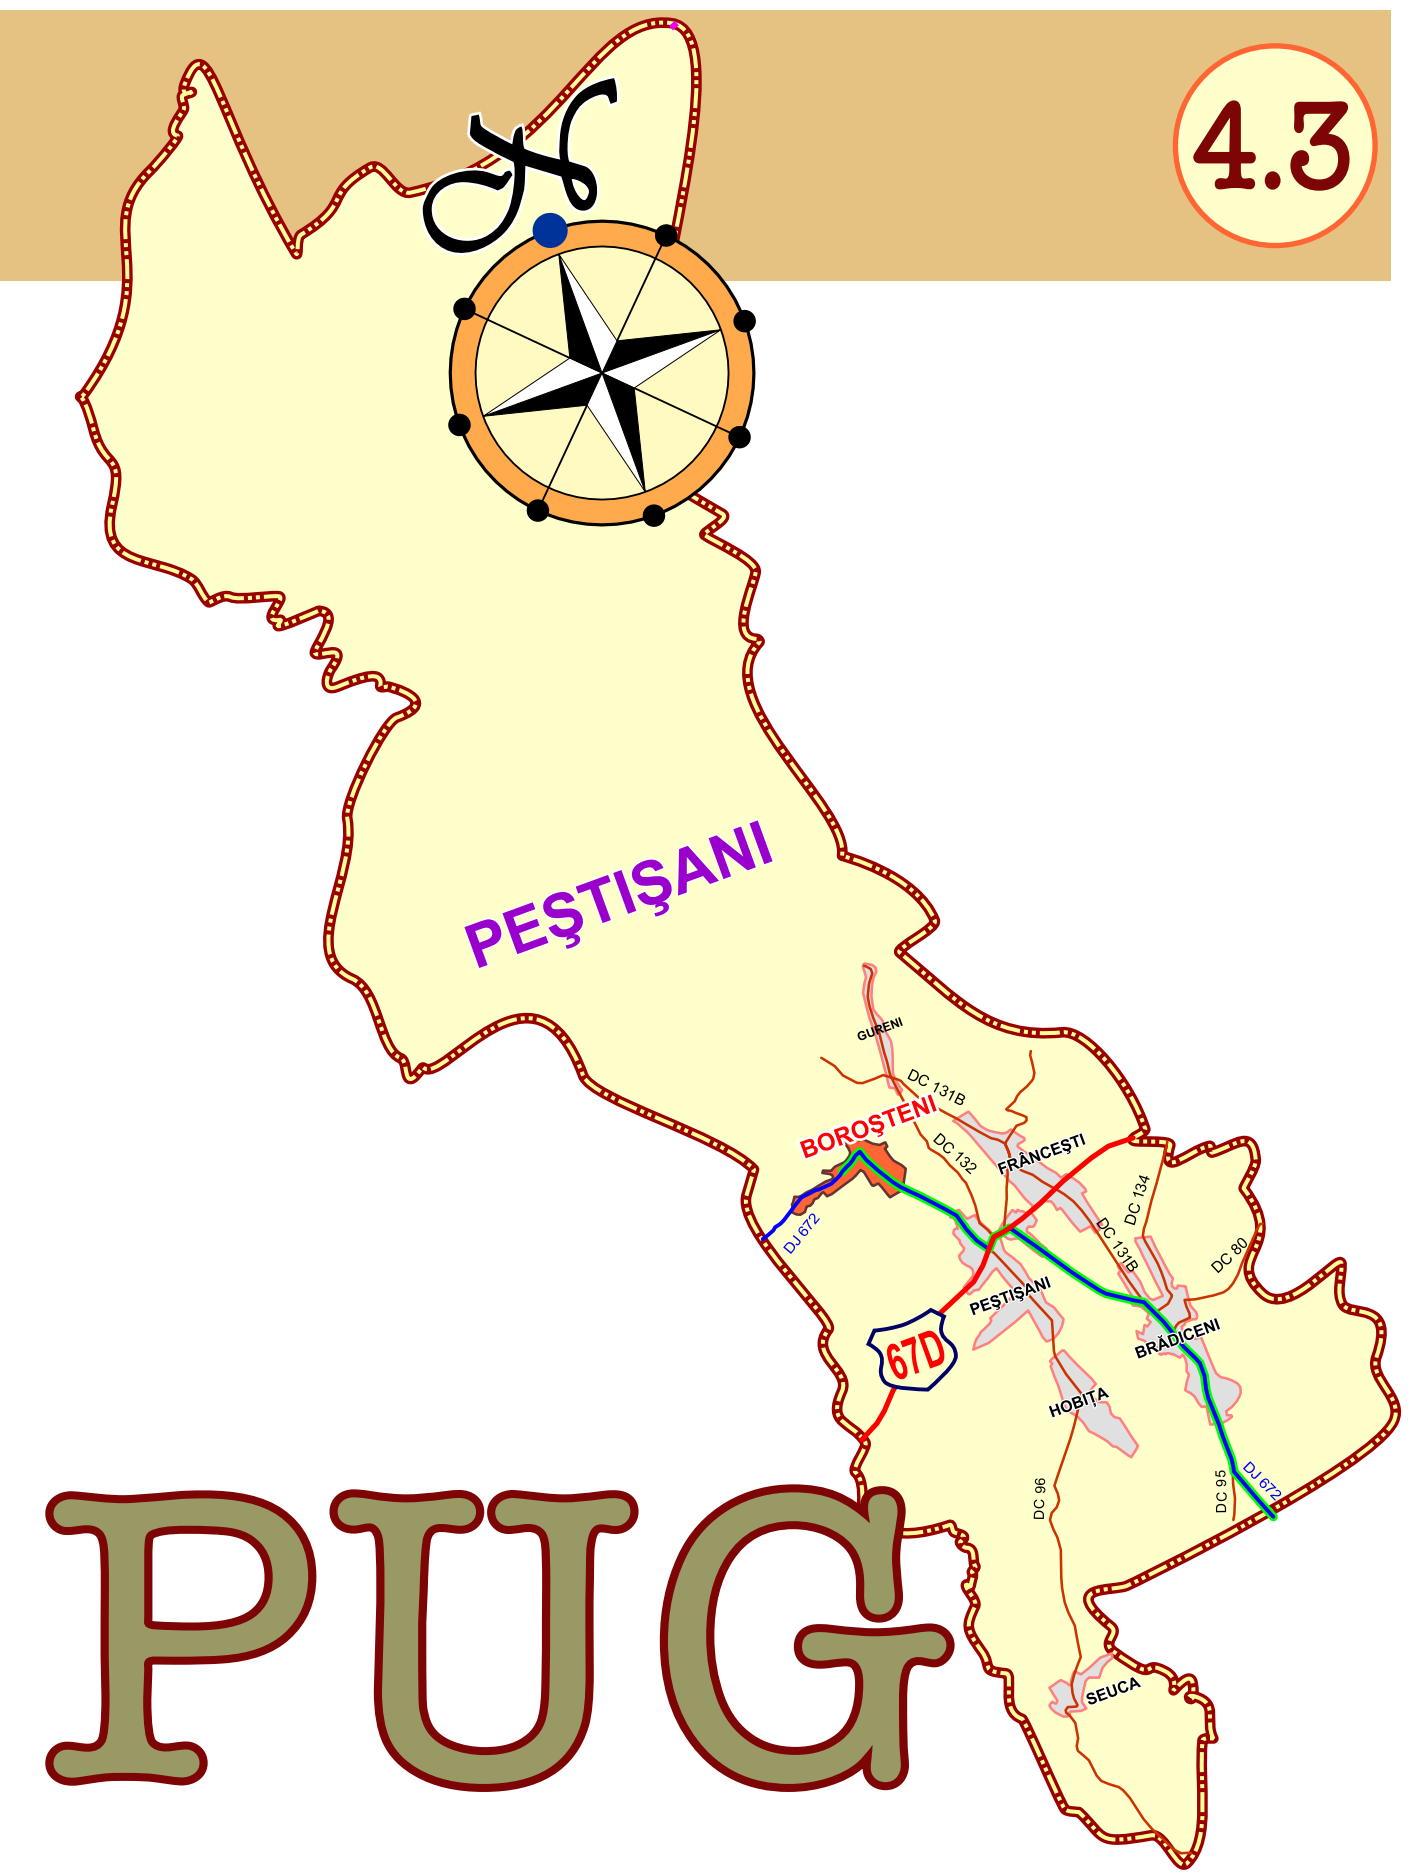 4.3
N
PEŞTIŞANI
GURENI
DC 131B
BOROŞTENI
DC 132
FRÂNCEŞTI
DC 134
DJ 672
DC 131B
DC 80
PEŞTIŞANI
BRĂDICENI
67D
HOBIȚA
DC 96
DC 95
DJ 672
PUG
SEUCA